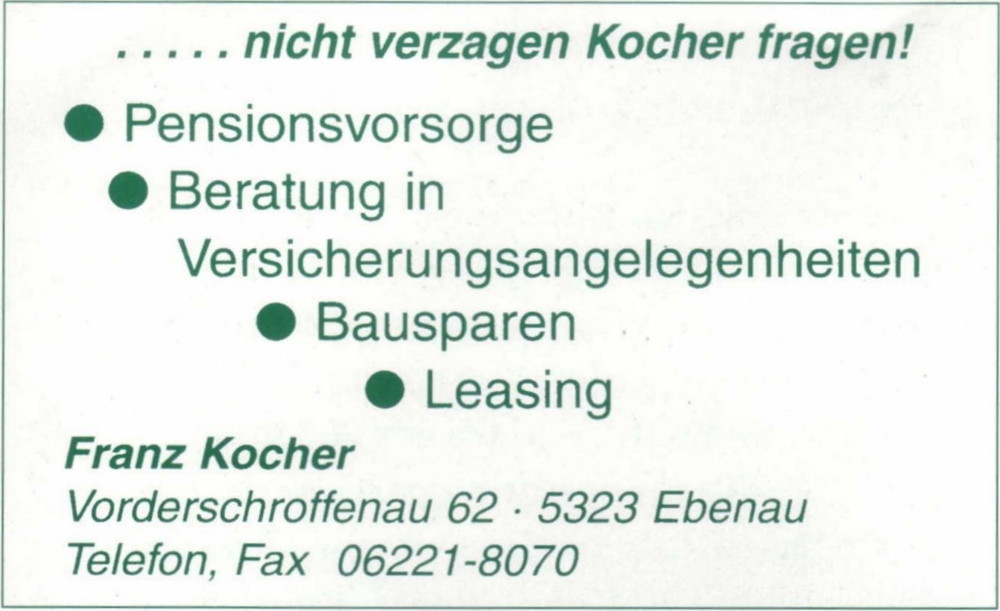 . . . . . nicht verzagen Kocher fragen!
● Pensionsvorsorge
● Beratung in
Versicherungsangelegenheiten
● Bausparen
● Leasing
Franz Kocher
Vorderschroffenau 62 · 5323 Ebenau
Telefon, Fax 06221-8070